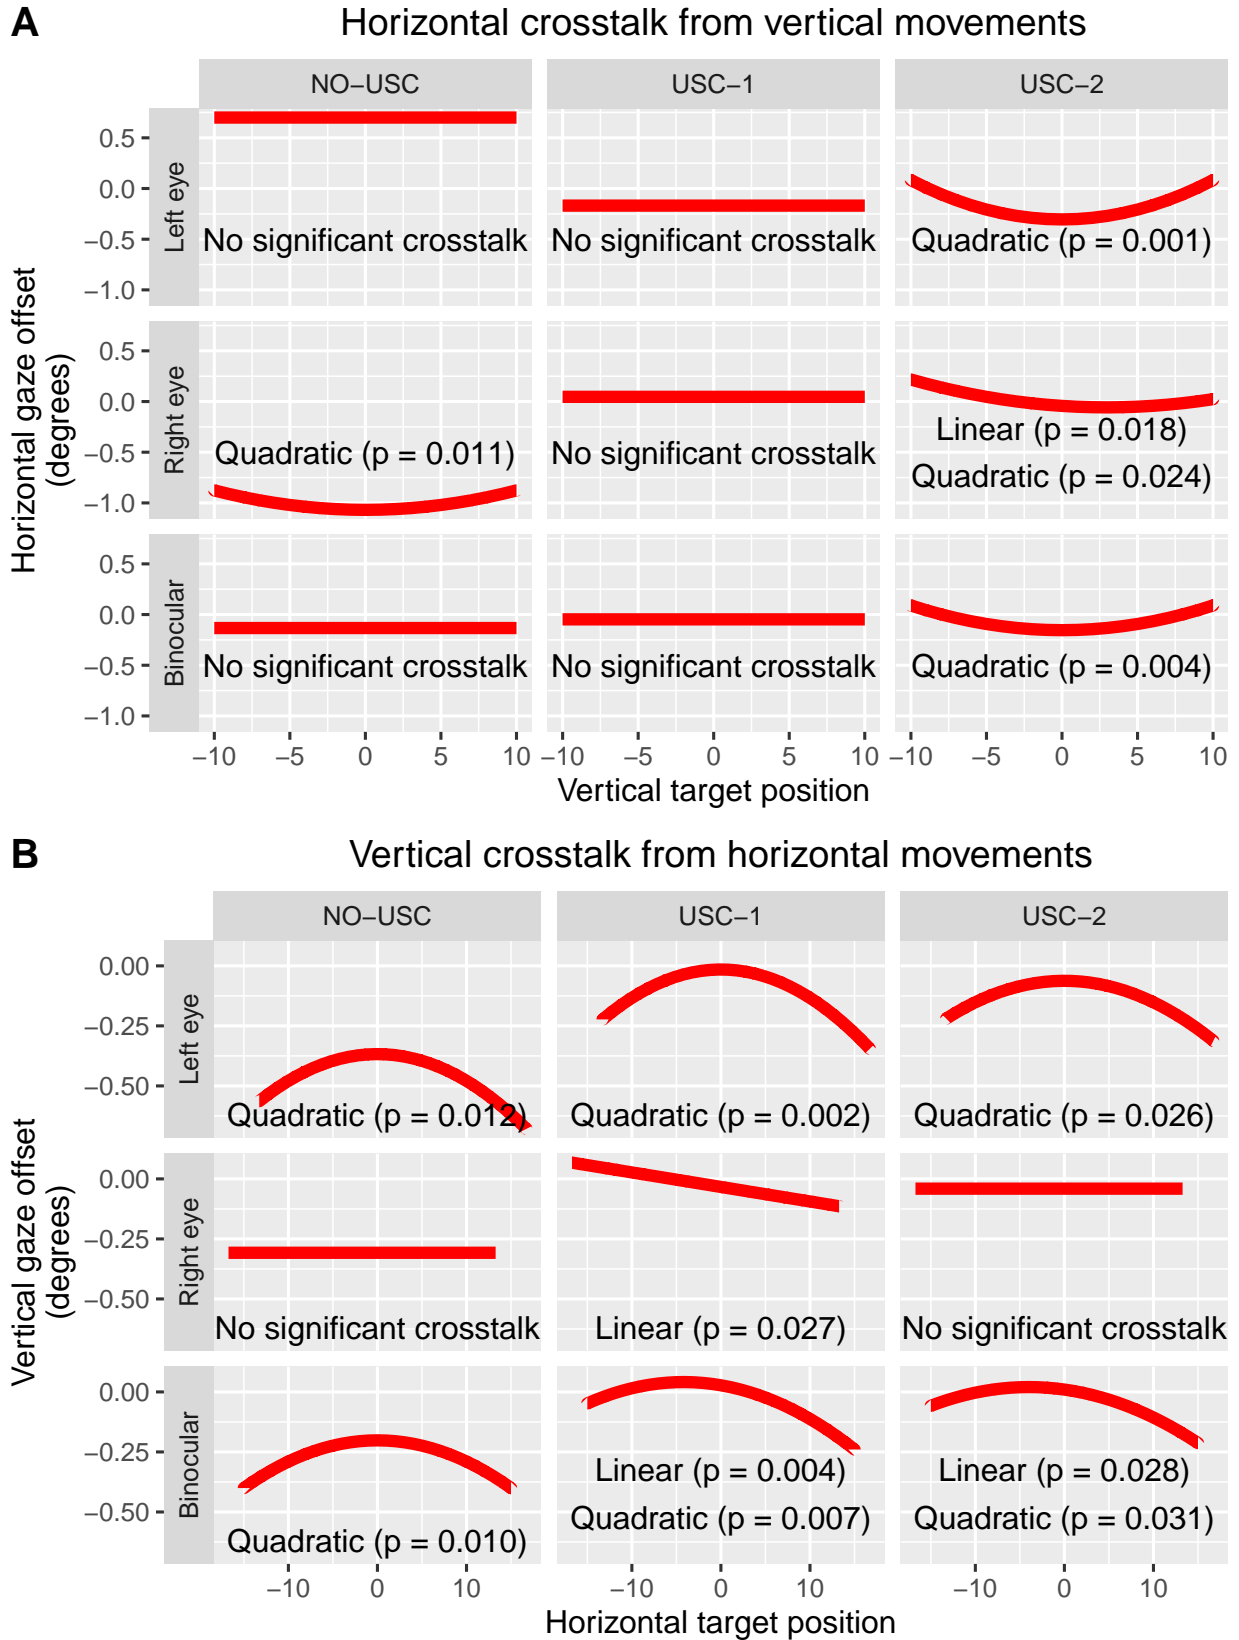 A
Horizontal crosstalk from vertical movements
NO−USC
USC−1
USC−2
Horizontal gaze offset
(degrees)
Left eye
0.5
0.0
−0.5
−1.0
No significant crosstalk
No significant crosstalk
Quadratic (p = 0.001)
Right eye
0.5
0.0
−0.5
−1.0
Quadratic (p = 0.011)
No significant crosstalk
Linear (p = 0.018)
Quadratic (p = 0.024)
Binocular
0.5
0.0
−0.5
−1.0
No significant crosstalk
No significant crosstalk
Quadratic (p = 0.004)
−10 −5 0 5 10
−10 −5 0 5 10
−10 −5 0 5 10
Vertical target position
B
Vertical crosstalk from horizontal movements
NO−USC
USC−1
USC−2
Vertical gaze offset
(degrees)
Left eye
0.00
−0.25
−0.50
Quadratic (p = 0.012)
Quadratic (p = 0.002)
Quadratic (p = 0.026)
Right eye
0.00
−0.25
−0.50
No significant crosstalk
Linear (p = 0.027)
No significant crosstalk
Binocular
0.00
−0.25
−0.50
Quadratic (p = 0.010)
Linear (p = 0.004)
Quadratic (p = 0.007)
Linear (p = 0.028)
Quadratic (p = 0.031)
−10 0 10
−10 0 10
−10 0 10
Horizontal target position